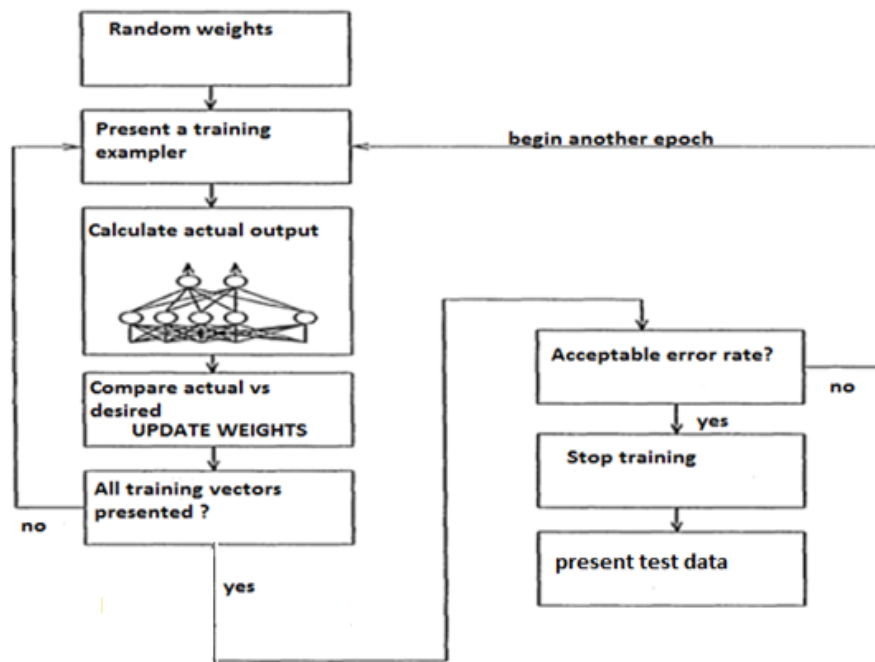 Random weights
Present a training
exampler
begin another epoch
Calculate actual output
Compare actual vs
desired
UPDATE WEIGHTS
All training vectors
presented ?
no
yes
Acceptable error rate?
no
yes
Stop training
present test data